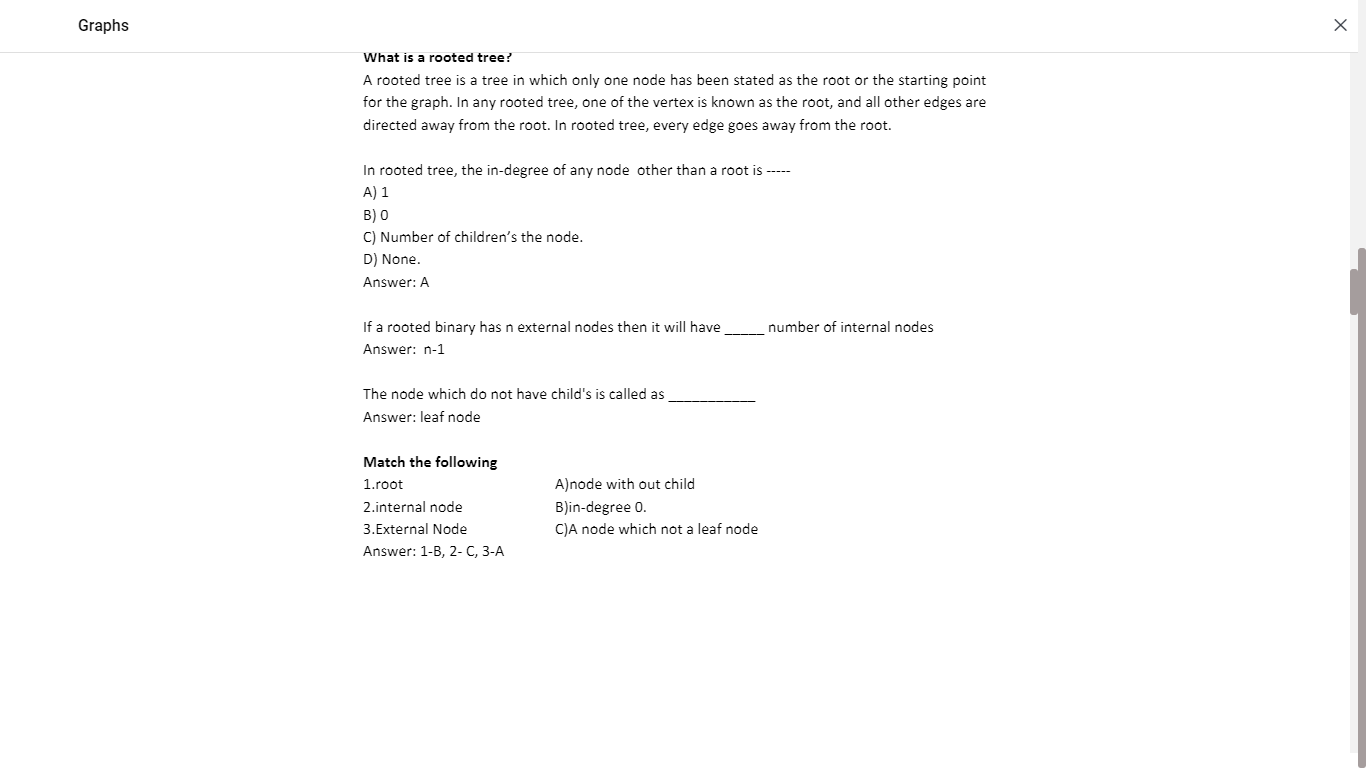 Graphs
What is a rooted tree?
A rooted tree is a tree in which only one node has been stated as the root or the starting point
for the graph. In any rooted tree, one of the vertex is known as the root, and all other edges are
directed away from the root. In rooted tree, every edge goes away from the root.
In rooted tree, the in-degree of any node  other than a root is -----
A) 1
B) 0
C) Number of children’s the node.
D) None.
Answer: A
If a rooted binary has n external nodes then it will have _____ number of internal nodes
Answer:  n-1
The node which do not have child's is called as ___________
Answer: leaf node
Match the following
1.root A)node with out child
2.internal node B)in-degree 0.
3.External Node C)A node which not a leaf node
Answer: 1-B, 2- C, 3-A